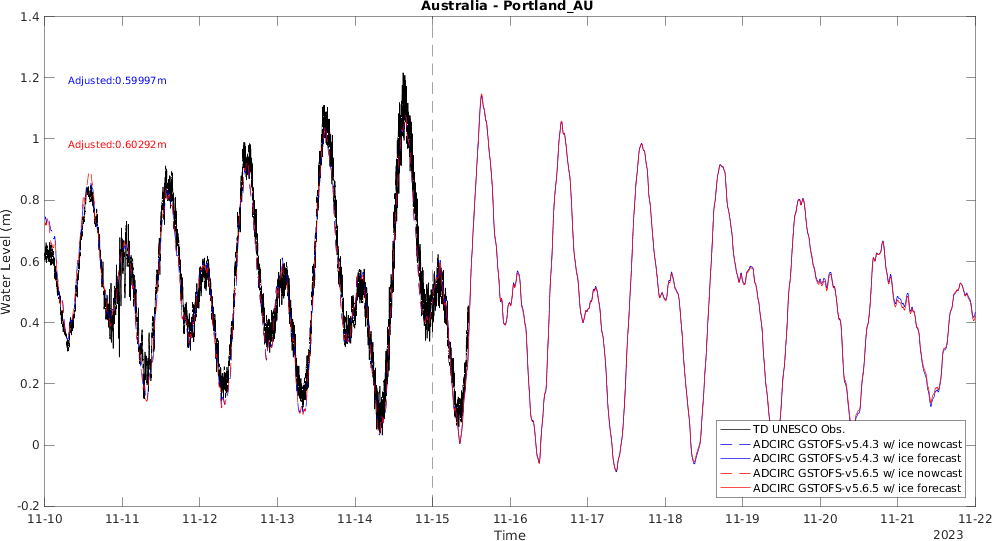 Australia - Portland_AU
1.4
1.2
1
0.8
0.6
0.4
0.2
0
-0.2
Water Level (m)
Adjusted:0.59997m
Adjusted:0.60292m
TD UNESCO Obs.
ADCIRC GSTOFS-v5.4.3 w/ ice nowcast
ADCIRC GSTOFS-v5.4.3 w/ ice forecast
ADCIRC GSTOFS-v5.6.5 w/ ice nowcast
ADCIRC GSTOFS-v5.6.5 w/ ice forecast
11-10 11-11 11-12 11-13 11-14 11-15 11-16 11-17 11-18 11-19 11-20 11-21 11-22
Time
2023